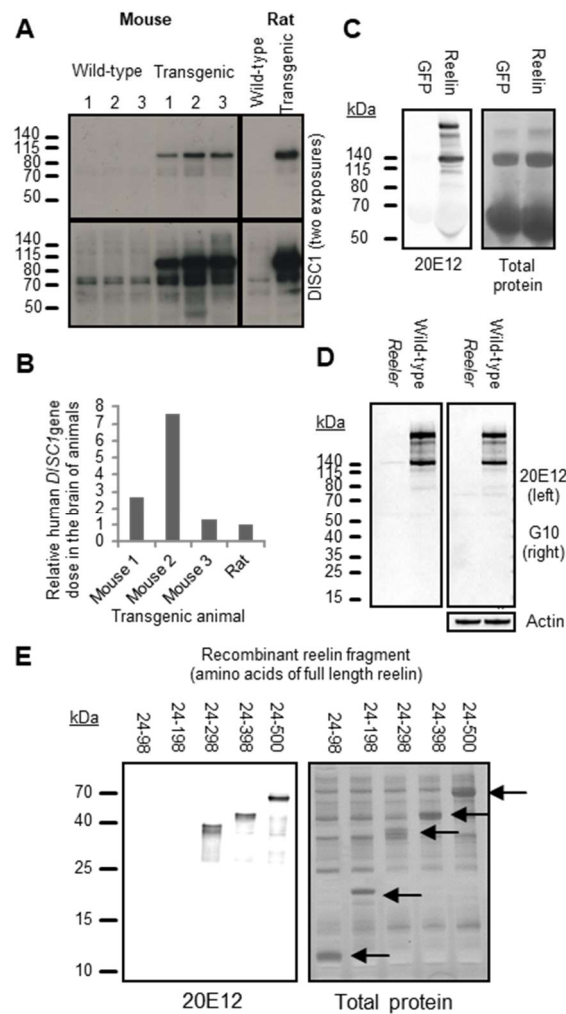 A
Mouse
Rat
Wild-type Transgenic
Wild-type
Transgenic
1 2 3 1 2 3
140
115
80
70
50
140
115
80
70
50
DISC1 (two exposures)
B
Relative human DISC1 gene
dose in the brain of animals
8
7
6
5
4
3
2
1
0
Mouse 1
Mouse 2
Mouse 3
Rat
Transgenic animal
C
GFP
Reelin
GFP
Reelin
kDa
140
115
80
70
50
20E12
Total
protein
D
Reeler
Wild-type
Reeler
Wild-type
kDa
140
115
80
70
50
40
35
25
15
20E12
(left)
G10
(right)
Actin
E
Recombinant reelin fragment
(amino acids of full length reelin)
kDa
24-98
24-198
24-298
24-398
24-500
24-98
24-198
24-298
24-398
24-500
70
40
25
15
10
20E12
Total protein